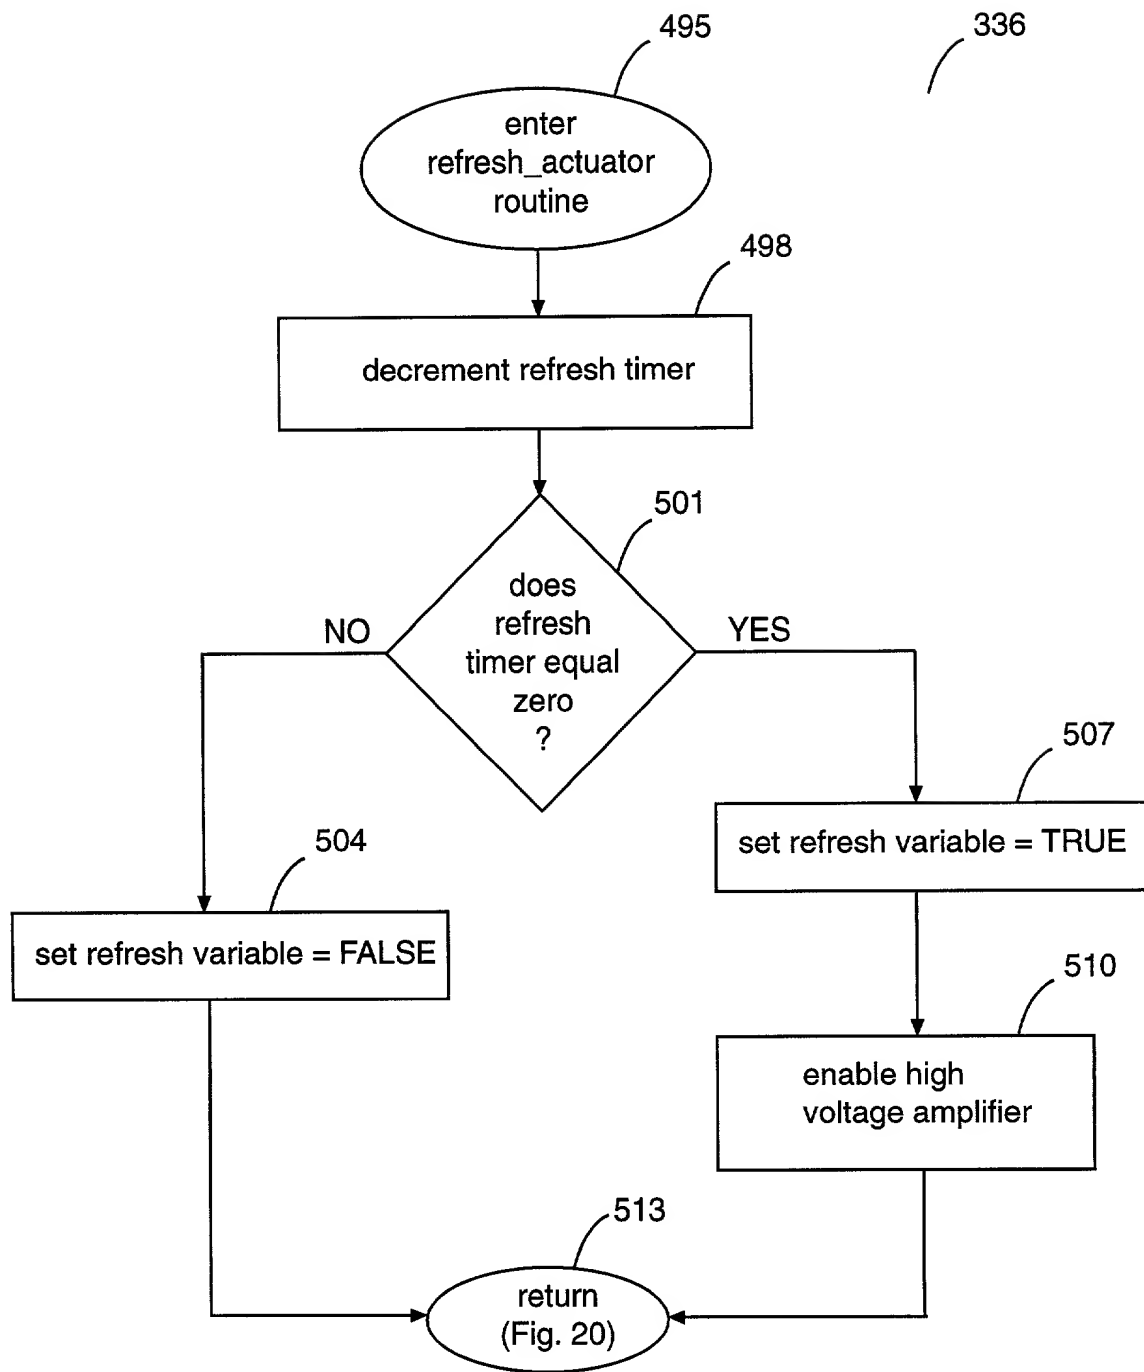 495
336
enter
refresh_actuator
routine
498
decrement refresh timer
501
does
refresh
timer equal
zero
?
NO
YES
507
set refresh variable = TRUE
504
set refresh variable = FALSE
510
enable high
voltage amplifier
513
return
(Fig. 20)